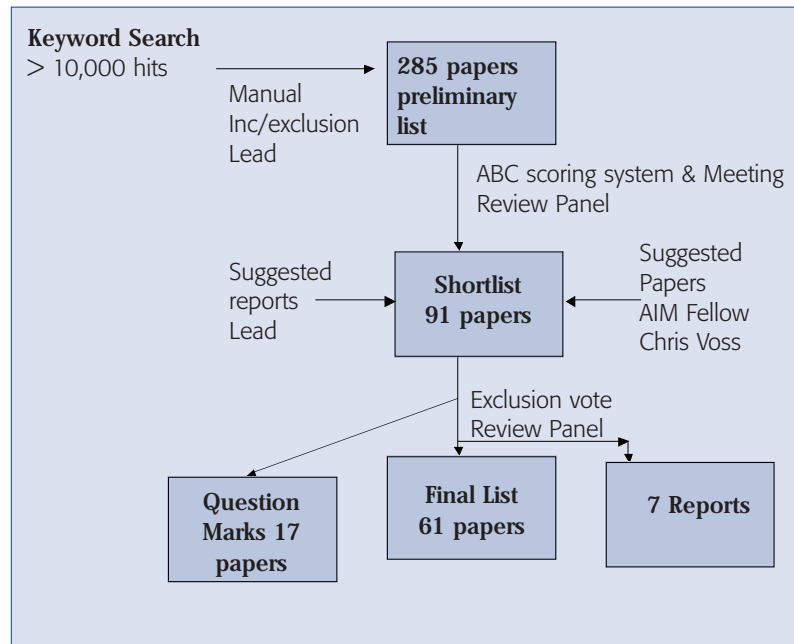 Keyword Search
> 10,000 hits
Manual
Inc/exclusion
Lead
285 papers
preliminary
list
ABC scoring system & Meeting
Review Panel
Suggested
reports
Lead
Shortlist
91 papers
Suggested
Papers
AIM Fellow
Chris Voss
Exclusion vote
Review Panel
Question
Marks 17
papers
Final List
61 papers
7 Reports